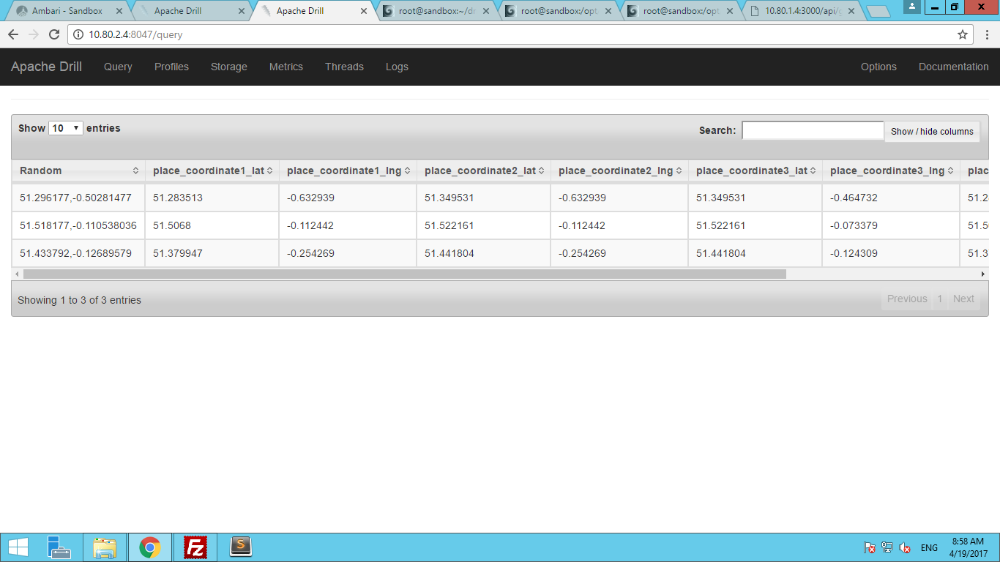 Ambari - Sandbox Apache Drill Apache Drill root@sandbox:~/dr root@sandbox:/opt root@sandbox:/opt 10.80.1.4:3000/api/g
10.80.2.4:8047/query
Apache Drill Query Profiles Storage Metrics Threads Logs Options Documentation
Show 10 entries Search: Show / hide columns
Random place_coordinate1_lat place_coordinate1_lng place_coordinate2_lat place_coordinate2_lng place_coordinate3_lat place_coordinate3_lng plac
51.296177,-0.50281477 51.283513 -0.632939 51.349531 -0.632939 51.349531 -0.464732 51.2
51.518177,-0.110538036 51.5068 -0.112442 51.522161 -0.112442 51.522161 -0.073379 51.5
51.433792,-0.12689579 51.379947 -0.254269 51.441804 -0.254269 51.441804 -0.124309 51.3
Showing 1 to 3 of 3 entries Previous 1 Next
ENG 8:58 AM
4/19/2017